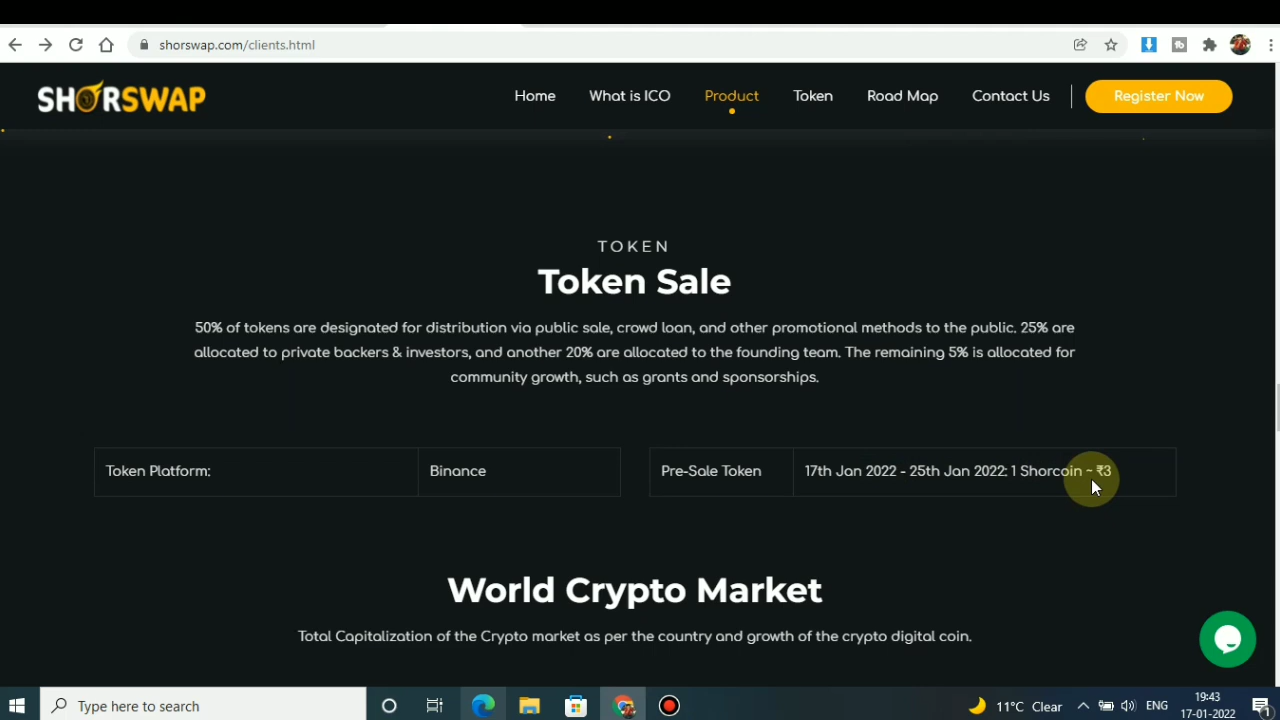 shorswap.com/clients.html
SHORSWAP
Home
What is ICO
Product
Token
Road Map
Contact Us
Register Now
TOKEN
Token Sale
50% of tokens are designated for distribution via public sale, crowd loan, and other promotional methods to the public. 25% are
allocated to private backers & investors, and another 20% are allocated to the founding team. The remaining 5% is allocated for
community growth, such as grants and sponsorships.
Token Platform:
Binance
Pre-Sale Token
17th Jan 2022 - 25th Jan 2022: 1 Shorcoin ~ ₹3
World Crypto Market
Total Capitalization of the Crypto market as per the country and growth of the crypto digital coin.
Type here to search
11°C Clear
ENG
19:43
17-01-2022
1